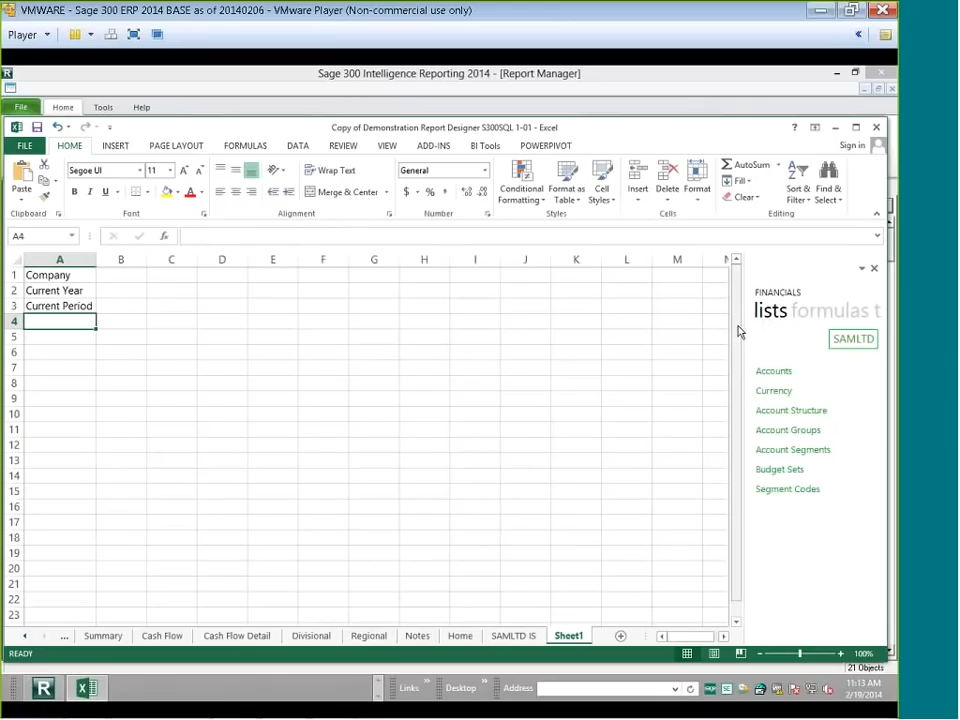 VMWARE - Sage 300 ERP 2014 BASE as of 20140206 - VMware Player (Non-commercial use only)
Player
Sage 300 Intelligence Reporting 2014 - [Report Manager]
File Home Tools Help
Copy of Demonstration Report Designer S300SQL 1-01 - Excel
FILE HOME INSERT PAGE LAYOUT FORMULAS DATA REVIEW VIEW ADD-INS BI Tools POWERPIVOT Sign in
Paste
Segoe UI 11
B I U
Wrap Text
Merge & Center
General
$ % ,
Conditional Formatting
Format as Table
Cell Styles
Insert Delete Format
AutoSum
Fill
Clear
Sort & Filter
Find & Select
Clipboard Font Alignment Number Styles Cells Editing
A4
A B C D E F G H I J K L M N
1 Company
2 Current Year
3 Current Period
4
5
6
7
8
9
10
11
12
13
14
15
16
17
18
19
20
21
22
23
FINANCIALS
lists formulas t
SAMLTD
Accounts
Currency
Account Structure
Account Groups
Account Segments
Budget Sets
Segment Codes
... Summary Cash Flow Cash Flow Detail Divisional Regional Notes Home SAMLTD IS Sheet1
READY 100%
21 Objects
Links Desktop Address
11:13 AM
2/19/2014